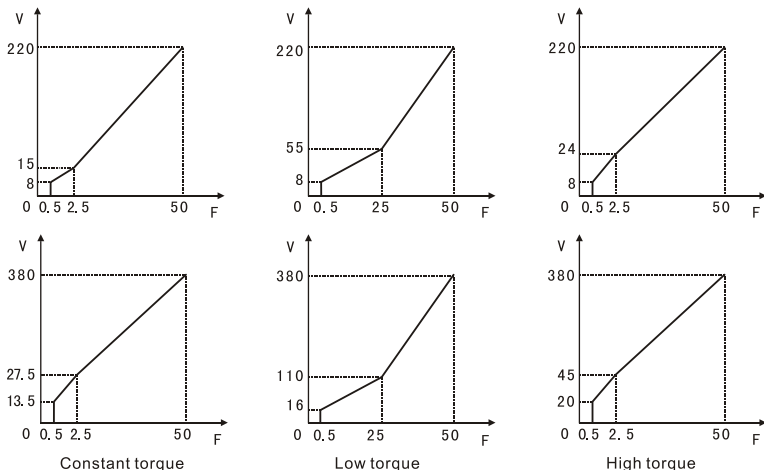 V V V
220 220 220
15 55 24
8 8 8
0 0.5 2.5 50 F 0 0.5 25 50 F 0 0.5 2.5 50 F
V V V
380 380 380
27.5 110 45
13.5 16 20
0 0.5 2.5 50 F 0 0.5 25 50 F 0 0.5 2.5 50 F
Constant torque Low torque High torque